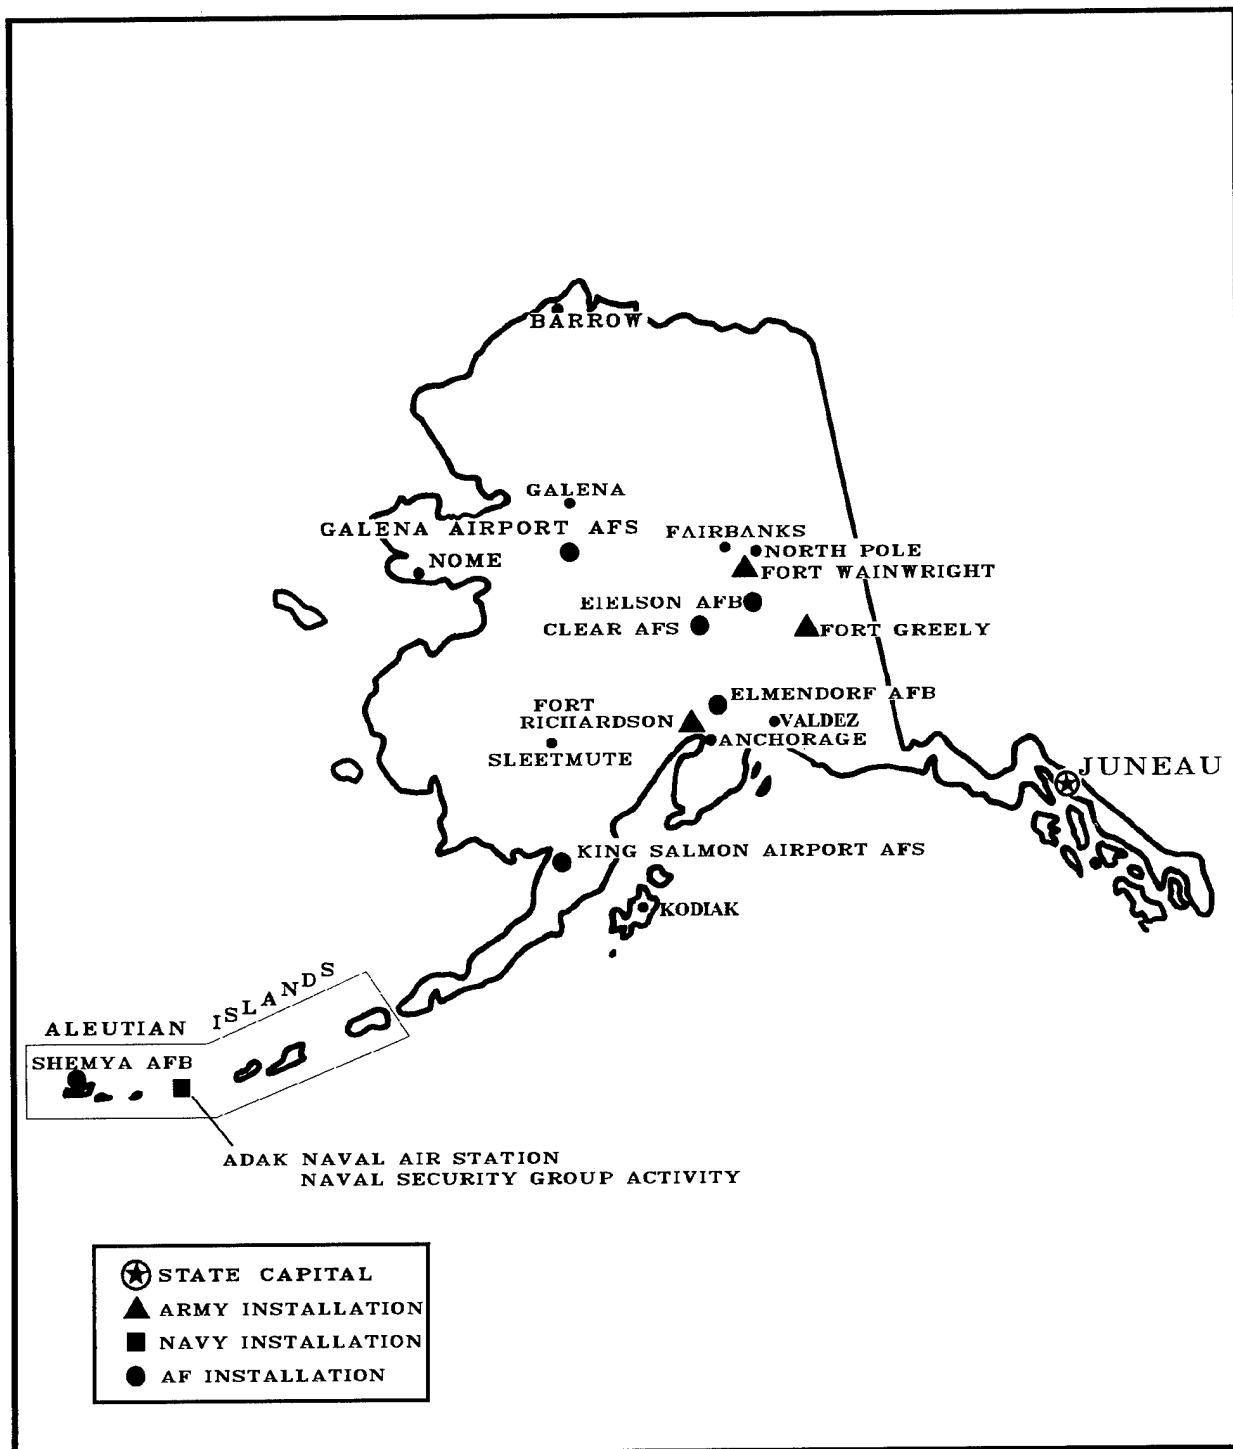 BARROW
GALENA
GALENA AIRPORT AFS
FAIRBANKS
NORTH POLE
NOME
FORT WAINWRIGHT
EIELSON AFB
CLEAR AFS
FORT GREELY
ELMENDORF AFB
FORT
RICHARDSON
VALDEZ
ANCHORAGE
SLEETMUTE
JUNEAU
KING SALMON AIRPORT AFS
KODIAK
ALEUTIAN ISLANDS
SHEMYA AFB
ADAK NAVAL AIR STATION
NAVAL SECURITY GROUP ACTIVITY
STATE CAPITAL
ARMY INSTALLATION
NAVY INSTALLATION
AF INSTALLATION